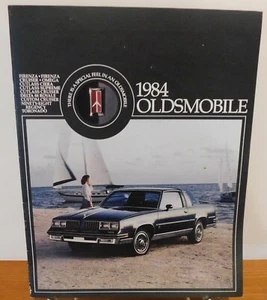 FIRENZA • FIRENZA
CRUISER • OMEGA
CUTLASS CIERA
CUTLASS SUPREME
CUTLASS CRUISER
DELTA 88 ROYALE
CUSTOM CRUISER
NINETY-EIGHT
REGENCY
TORONADO
THERE IS A SPECIAL FEEL IN AN OLDSMOBILE
1984
OLDSMOBILE